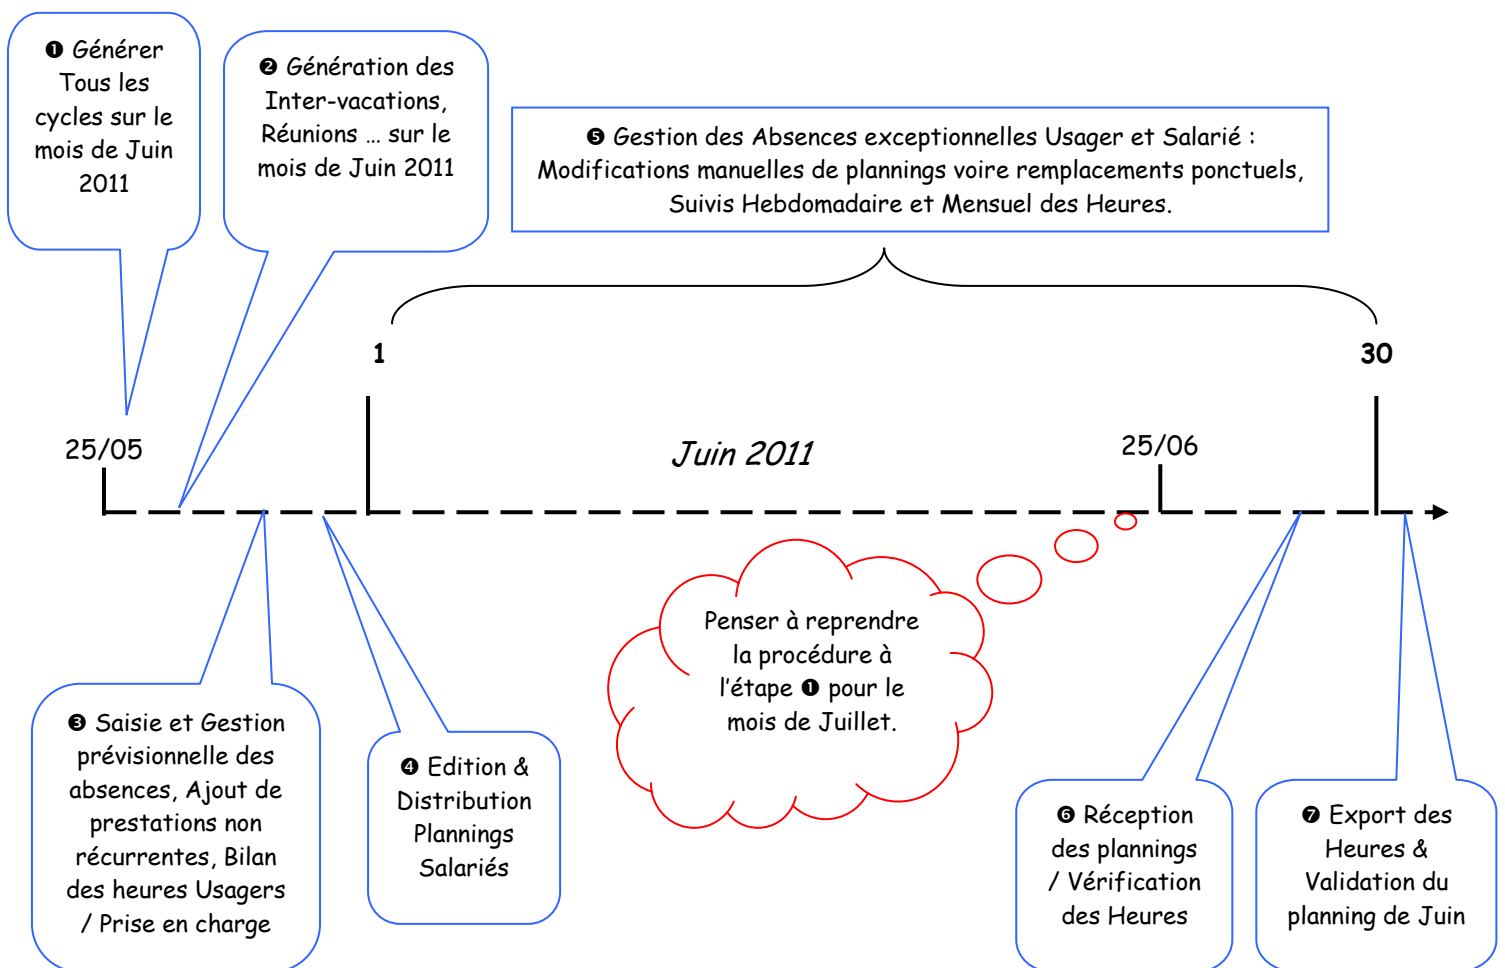 ❶ Générer
Tous les
cycles sur le
mois de Juin
2011
❷ Génération des
Inter-vacations,
Réunions … sur le
mois de Juin 2011
❺ Gestion des Absences exceptionnelles Usager et Salarié :
Modifications manuelles de plannings voire remplacements ponctuels,
Suivis Hebdomadaire et Mensuel des Heures.
1
30
25/05
Juin 2011
25/06
Penser à reprendre
la procédure à
l'étape ❶ pour le
mois de Juillet.
❸ Saisie et Gestion
prévisionnelle des
absences, Ajout de
prestations non
récurrentes, Bilan
des heures Usagers
/ Prise en charge
❹ Edition &
Distribution
Plannings
Salariés
❻ Réception
des plannings
/ Vérification
des Heures
❼ Export des
Heures &
Validation du
planning de Juin